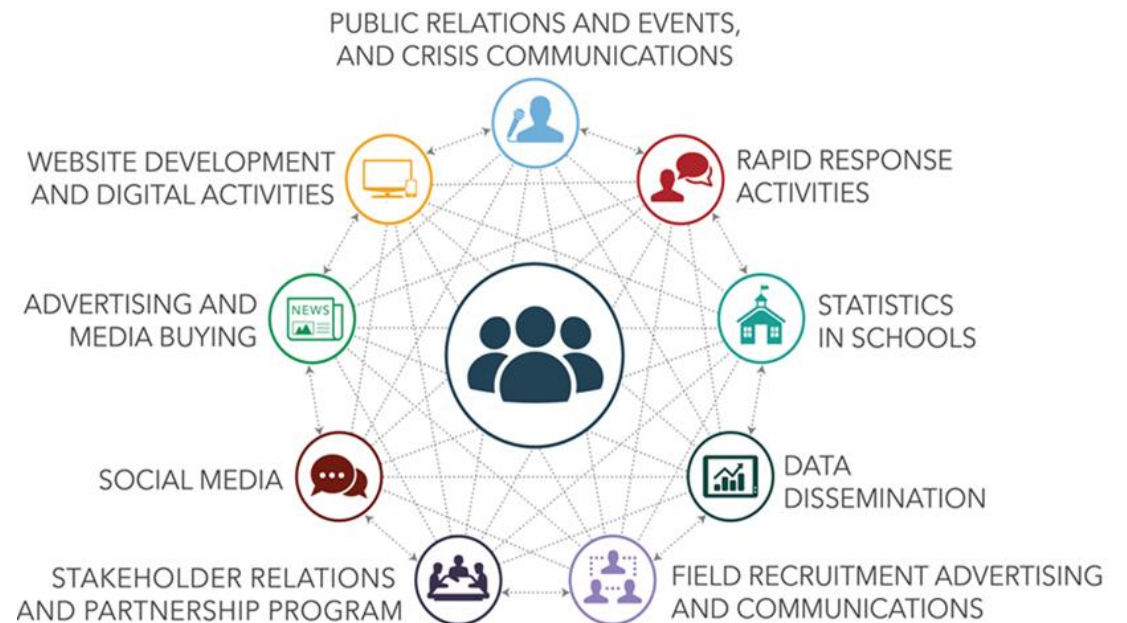 PUBLIC RELATIONS AND EVENTS,
AND CRISIS COMMUNICATIONS
WEBSITE DEVELOPMENT
AND DIGITAL ACTIVITIES
RAPID RESPONSE
ACTIVITIES
ADVERTISING AND
MEDIA BUYING
NEWS
STATISTICS
IN SCHOOLS
SOCIAL MEDIA
DATA
DISSEMINATION
STAKEHOLDER RELATIONS
AND PARTNERSHIP PROGRAM
FIELD RECRUITMENT ADVERTISING
AND COMMUNICATIONS